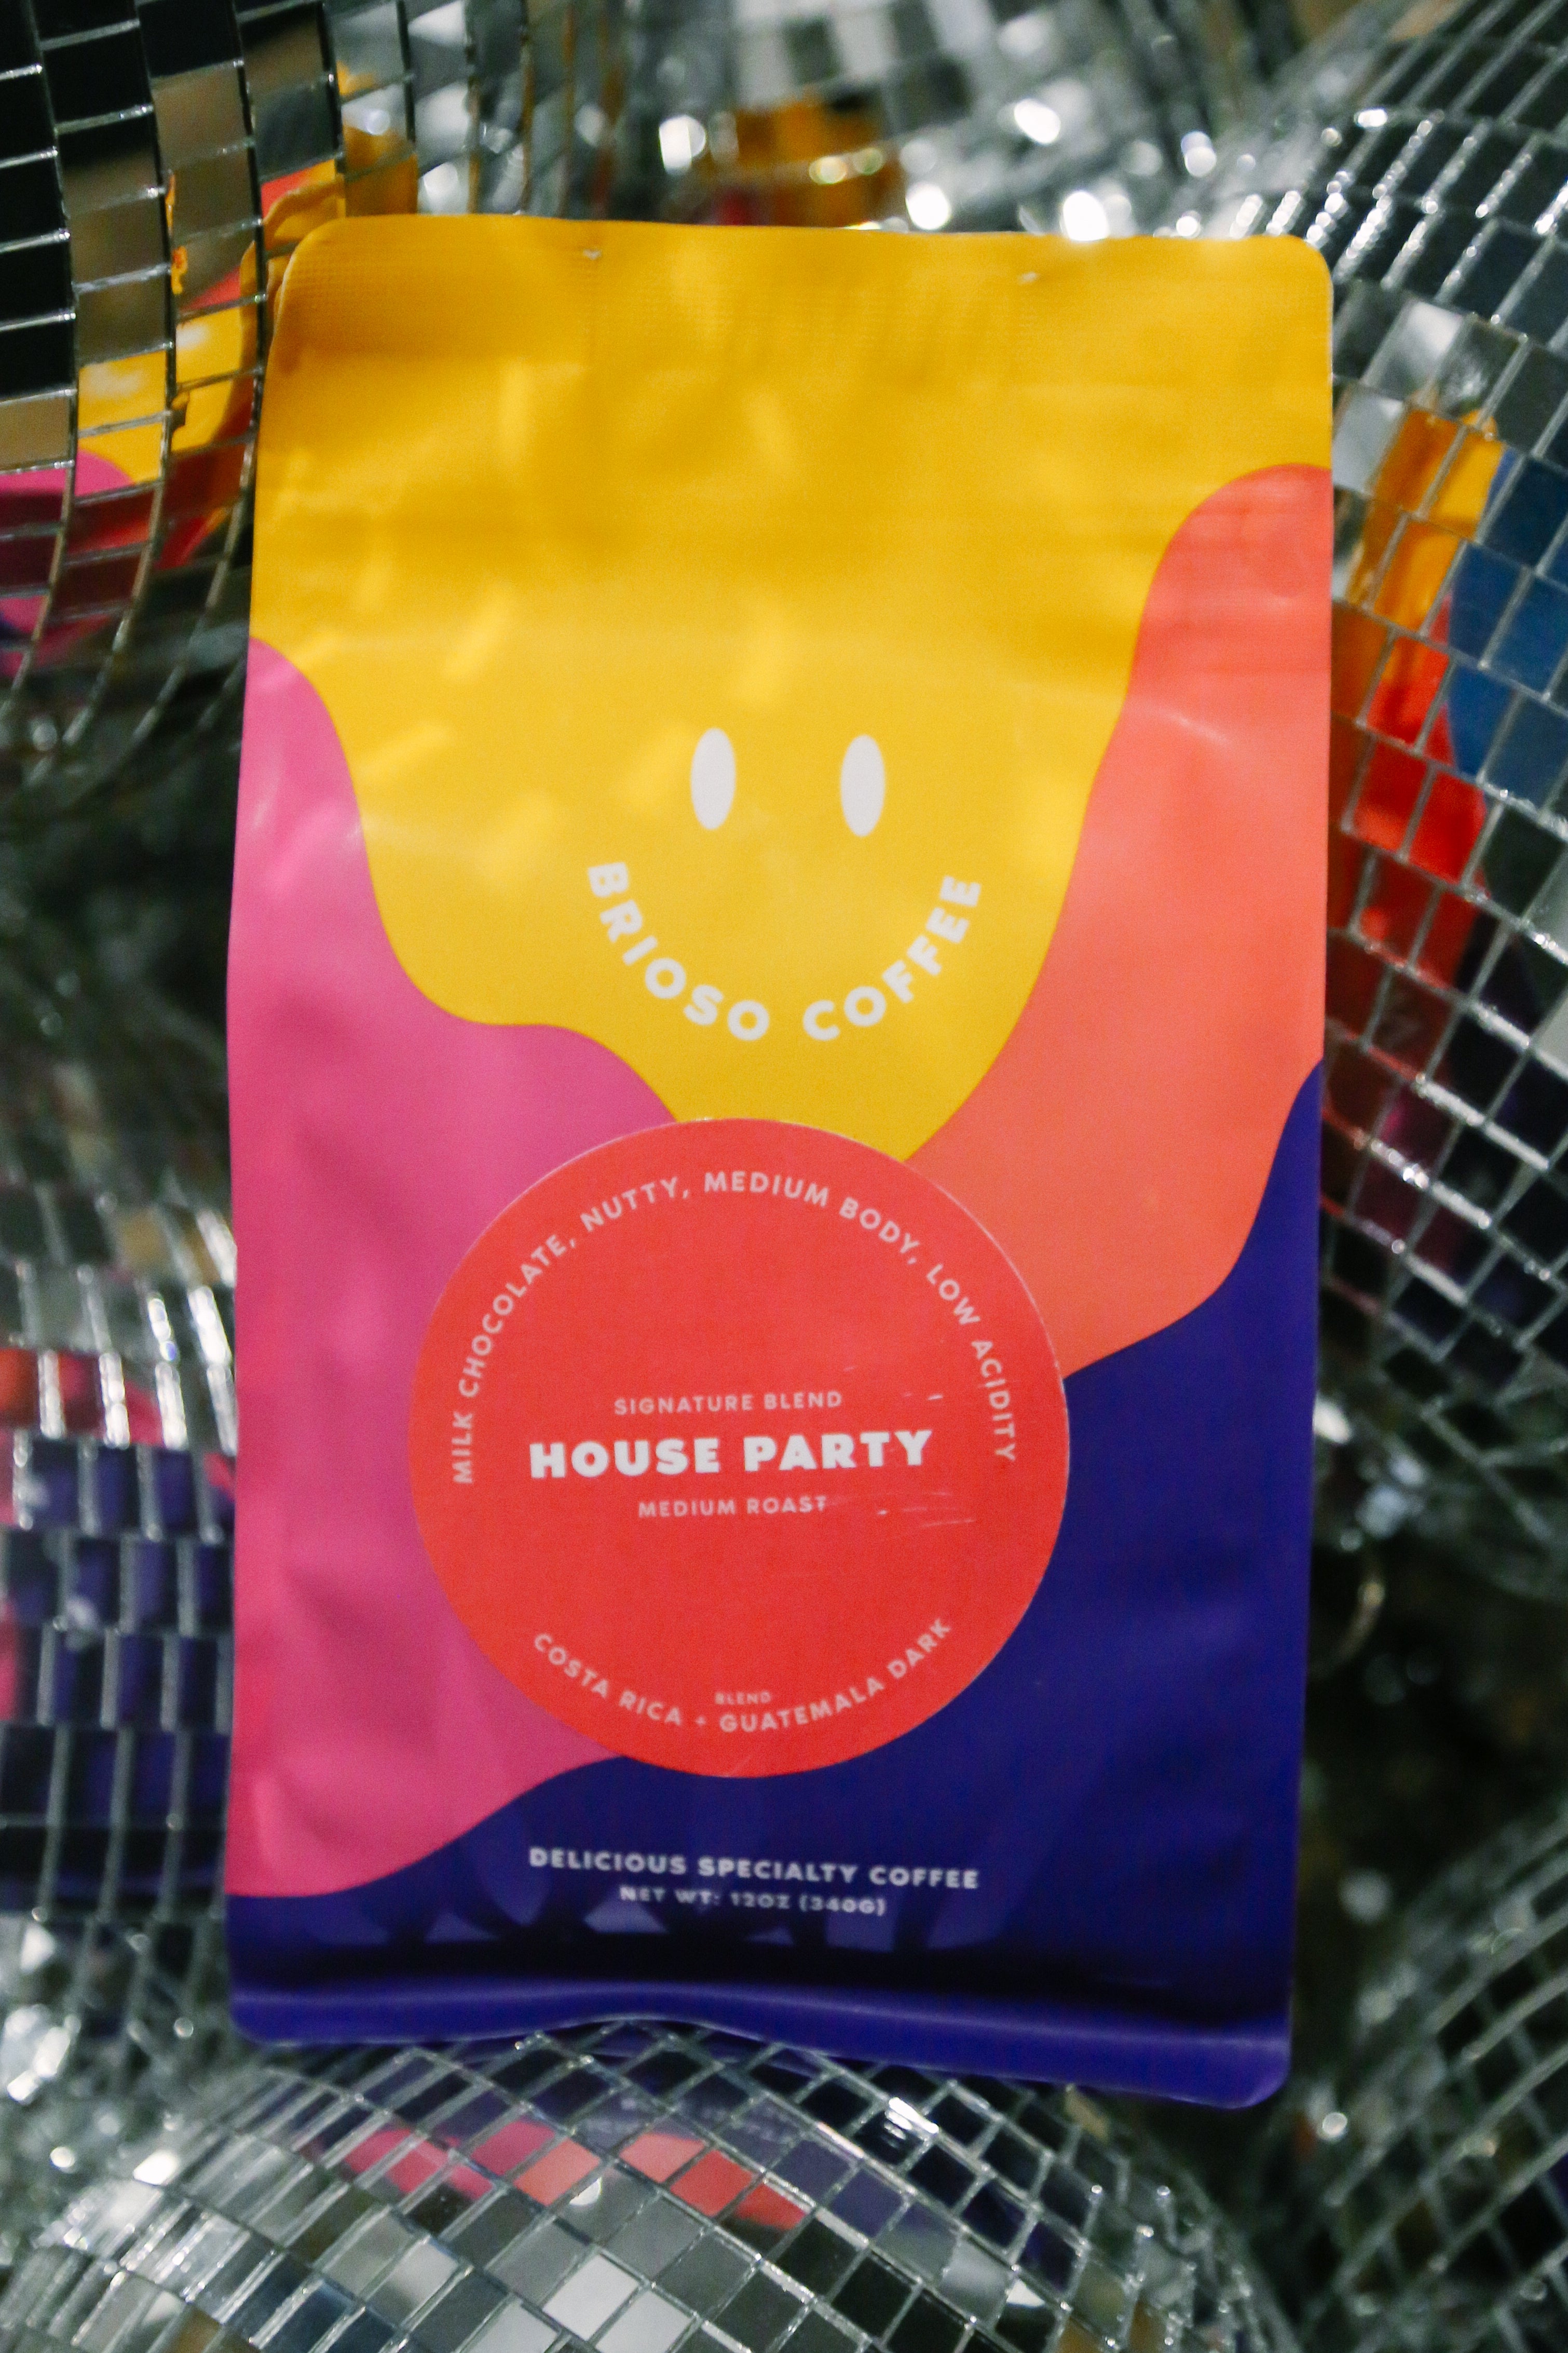 BRIOSO COFFEE
MILK CHOCOLATE, NUTTY, MEDIUM BODY, LOW ACIDITY
SIGNATURE BLEND
HOUSE PARTY
MEDIUM ROAST
BLEND
COSTA RICA + GUATEMALA DARK
DELICIOUS SPECIALTY COFFEE
NET WT: 12OZ (340G)